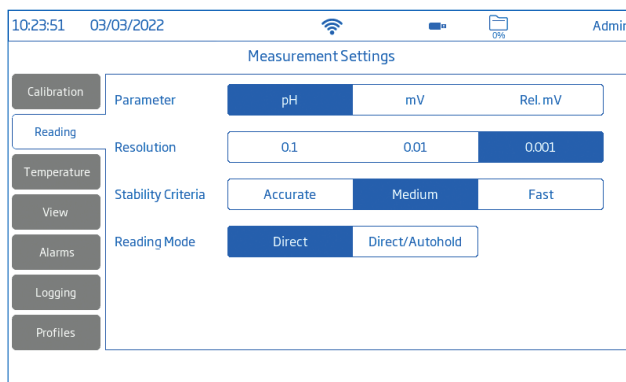 10:23:51 03/03/2022 0% Admin
Measurement Settings
Calibration
Parameter pH mV Rel.mV
Reading
Resolution 0.1 0.01 0.001
Temperature
Stability Criteria Accurate Medium Fast
View
Reading Mode Direct Direct/Autohold
Alarms
Logging
Profiles